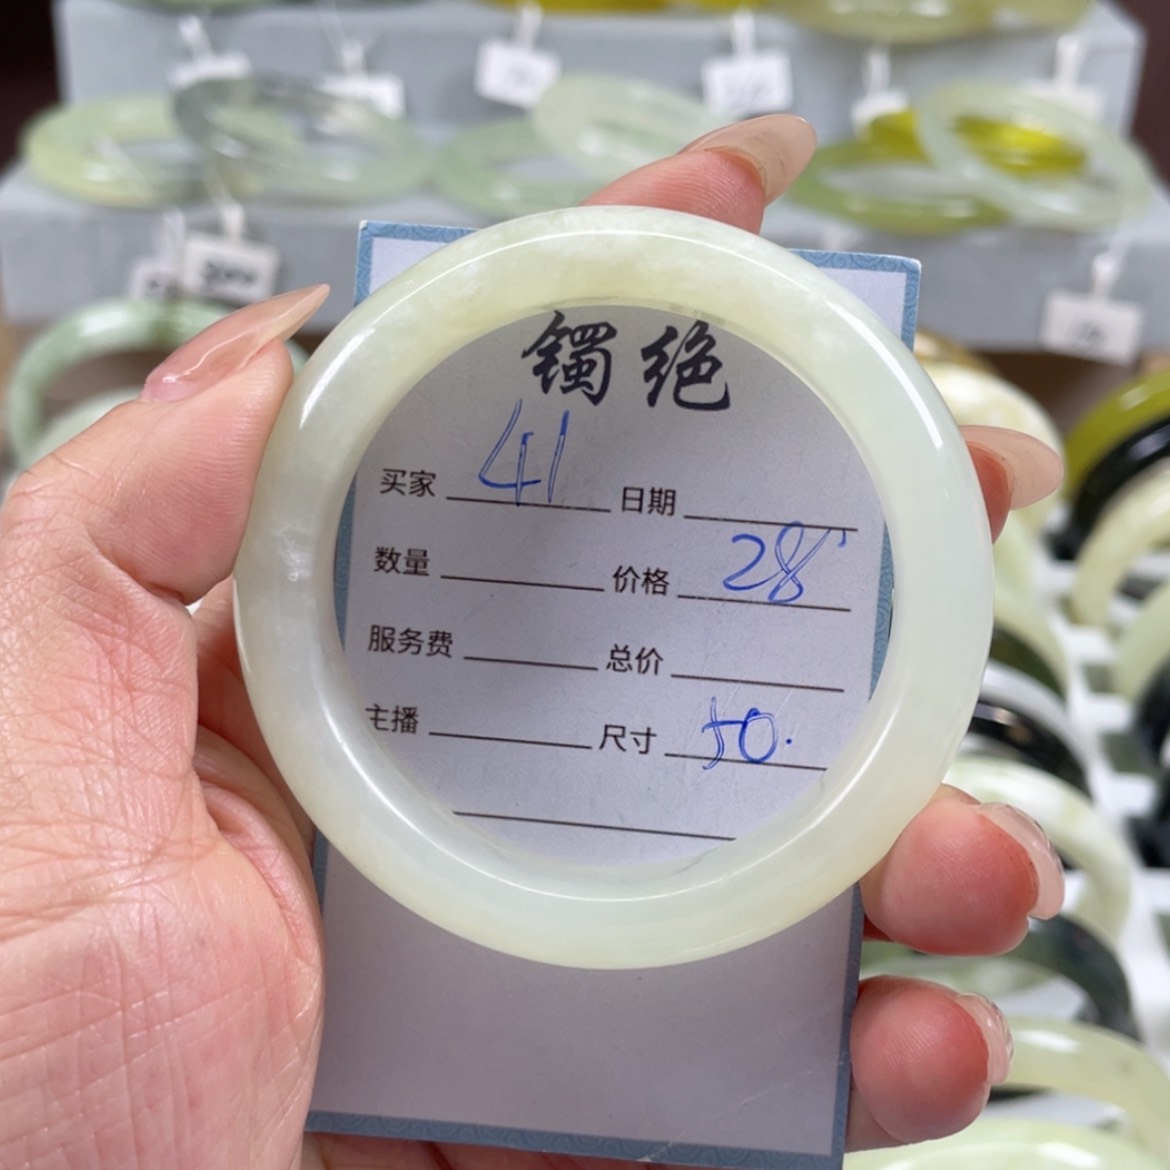 镯绝
买家 41 日期
数量 价格 28
服务费 总价
主播 尺寸 50.